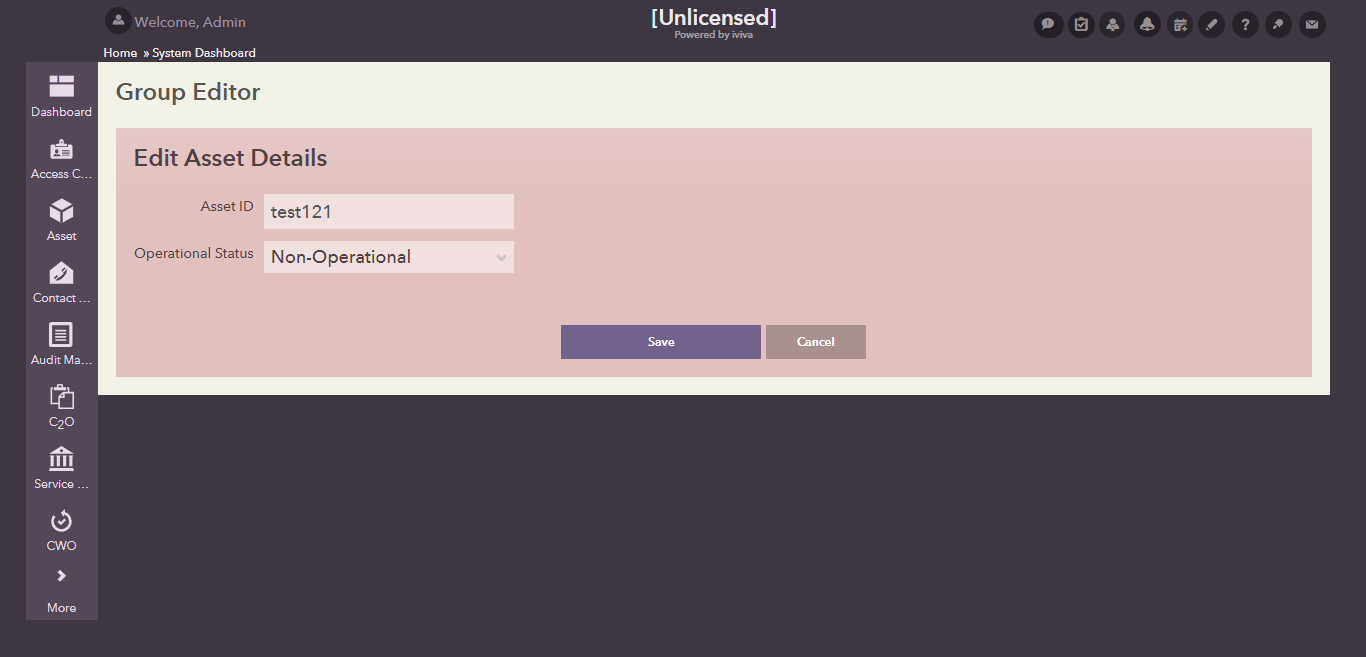 Welcome, Admin
[Unlicensed]
Powered by iviva
Home » System Dashboard
Dashboard
Access C...
Asset
Contact ...
Audit Ma...
C2O
Service ...
CWO
More
Group Editor
Edit Asset Details
Asset ID test121
Operational Status Non-Operational
Save Cancel